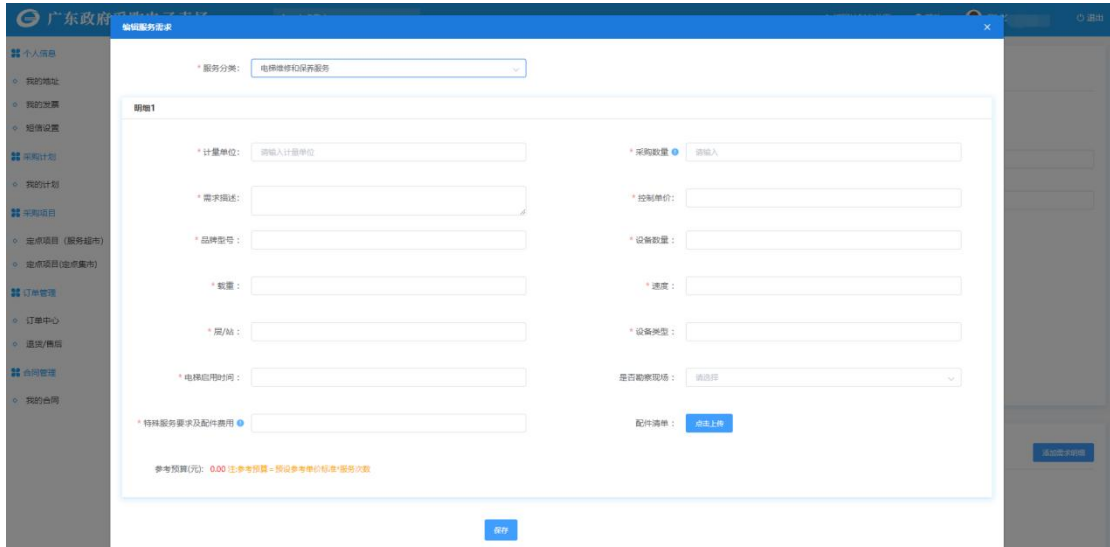 广东政府采购电子卖场
退出
编辑服务需求
×
个人信息
我的地址
我的发票
短信设置
采购计划
我的计划
采购项目
定点项目（服务超市）
定点项目(定点集市)
订单管理
订单中心
退货/售后
合同管理
我的合同
* 服务分类： 电梯维修和保养服务
明细1
* 计量单位： 请输入计量单位
* 采购数量 请输入
* 需求描述：
* 控制单价：
* 品牌型号：
* 设备数量：
* 载重：
* 速度：
* 层/站：
* 设备类型：
* 电梯启用时间：
是否勘察现场： 请选择
* 特殊服务要求及配件费用
配件清单： 点击上传
参考预算(元): 0.00 注:参考预算＝预设参考单价标准*服务次数
添加需求明细
保存